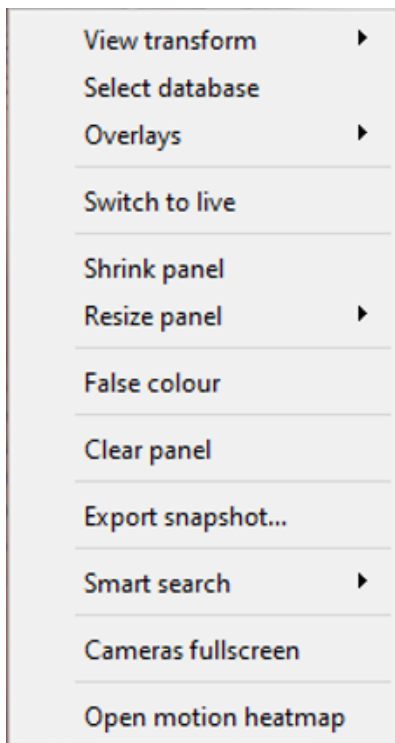 View transform
Select database
Overlays
Switch to live
Shrink panel
Resize panel
False colour
Clear panel
Export snapshot...
Smart search
Cameras fullscreen
Open motion heatmap